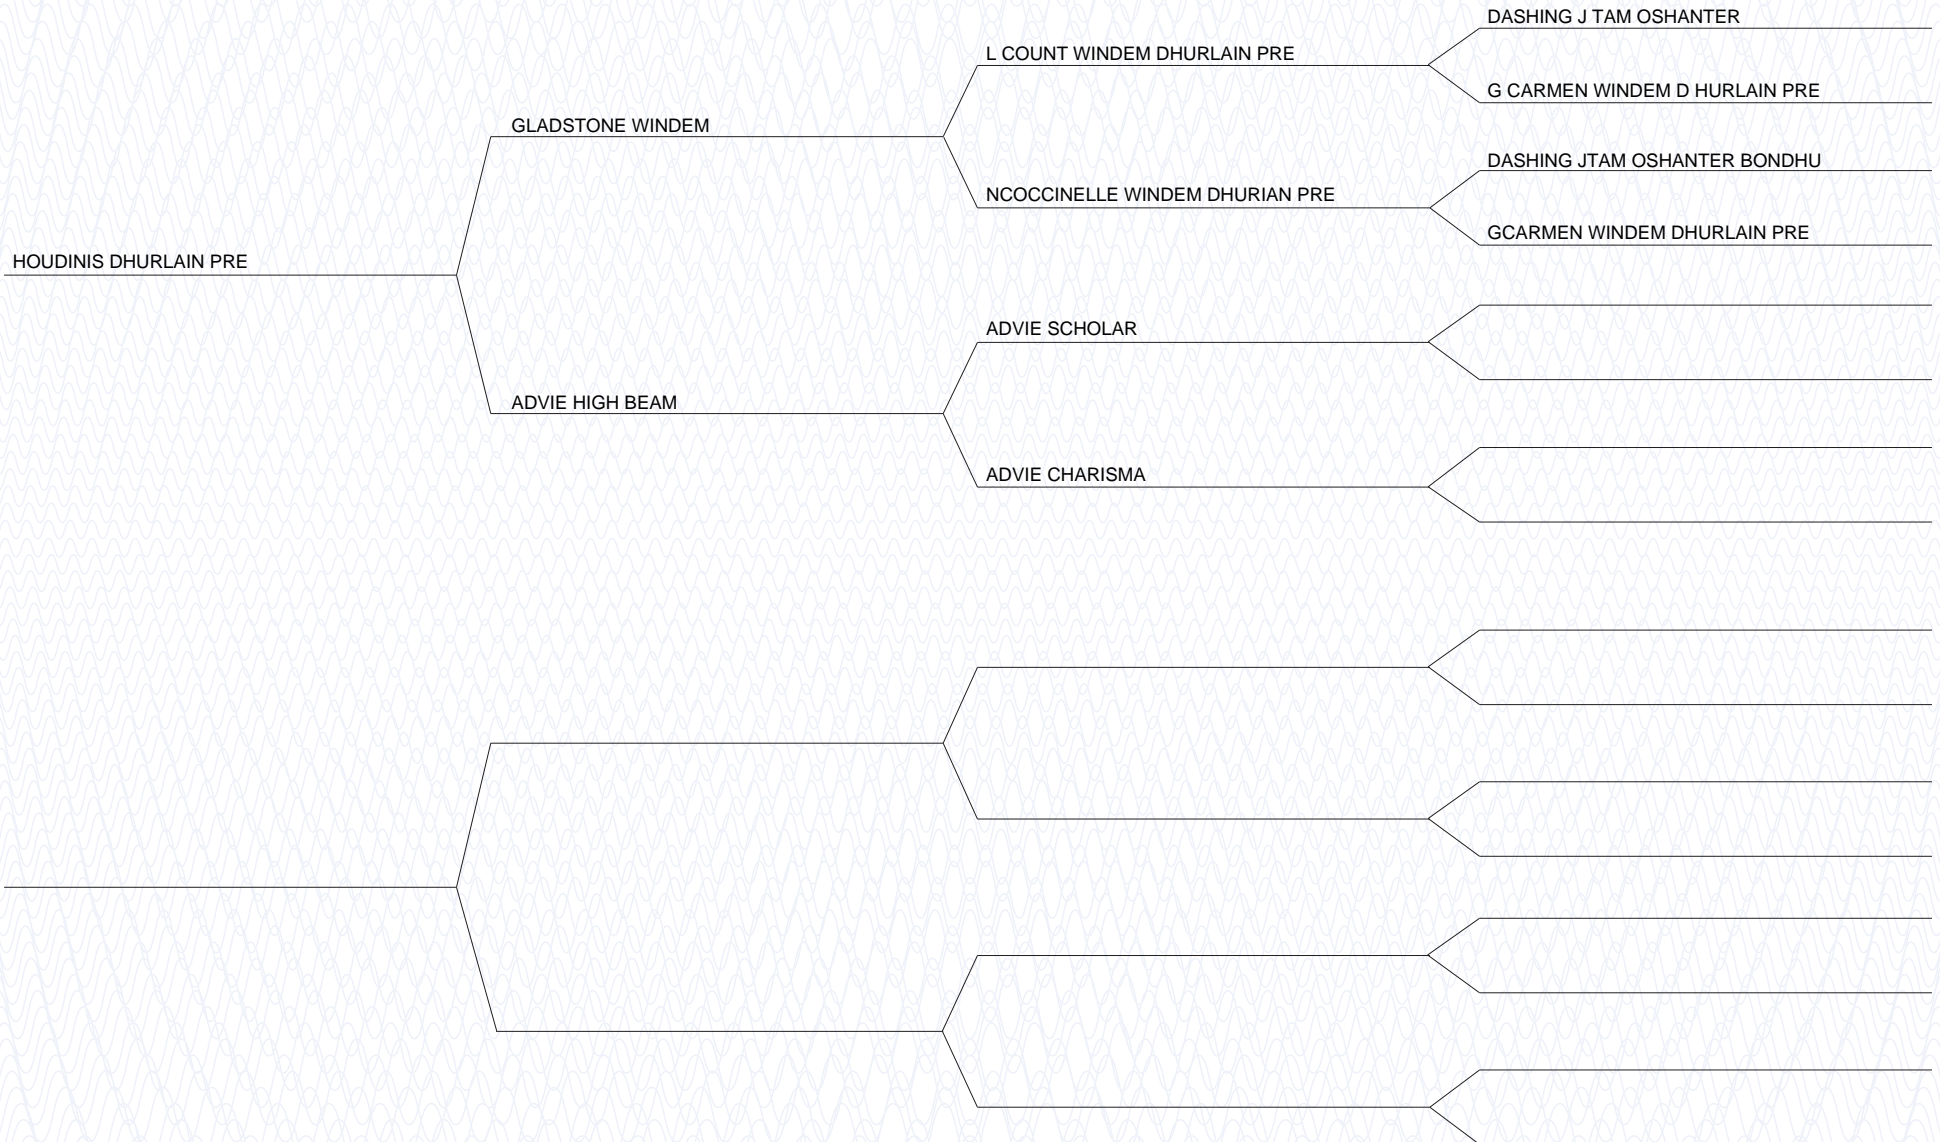 DASHING J TAM OSHANTER
L COUNT WINDEM DHURLAIN PRE
G CARMEN WINDEM D HURLAIN PRE
GLADSTONE WINDEM
DASHING JTAM OSHANTER BONDHU
NCOCCINELLE WINDEM DHURIAN PRE
GCARMEN WINDEM DHURLAIN PRE
HOUDINIS DHURLAIN PRE
ADVIE SCHOLAR
ADVIE HIGH BEAM
ADVIE CHARISMA